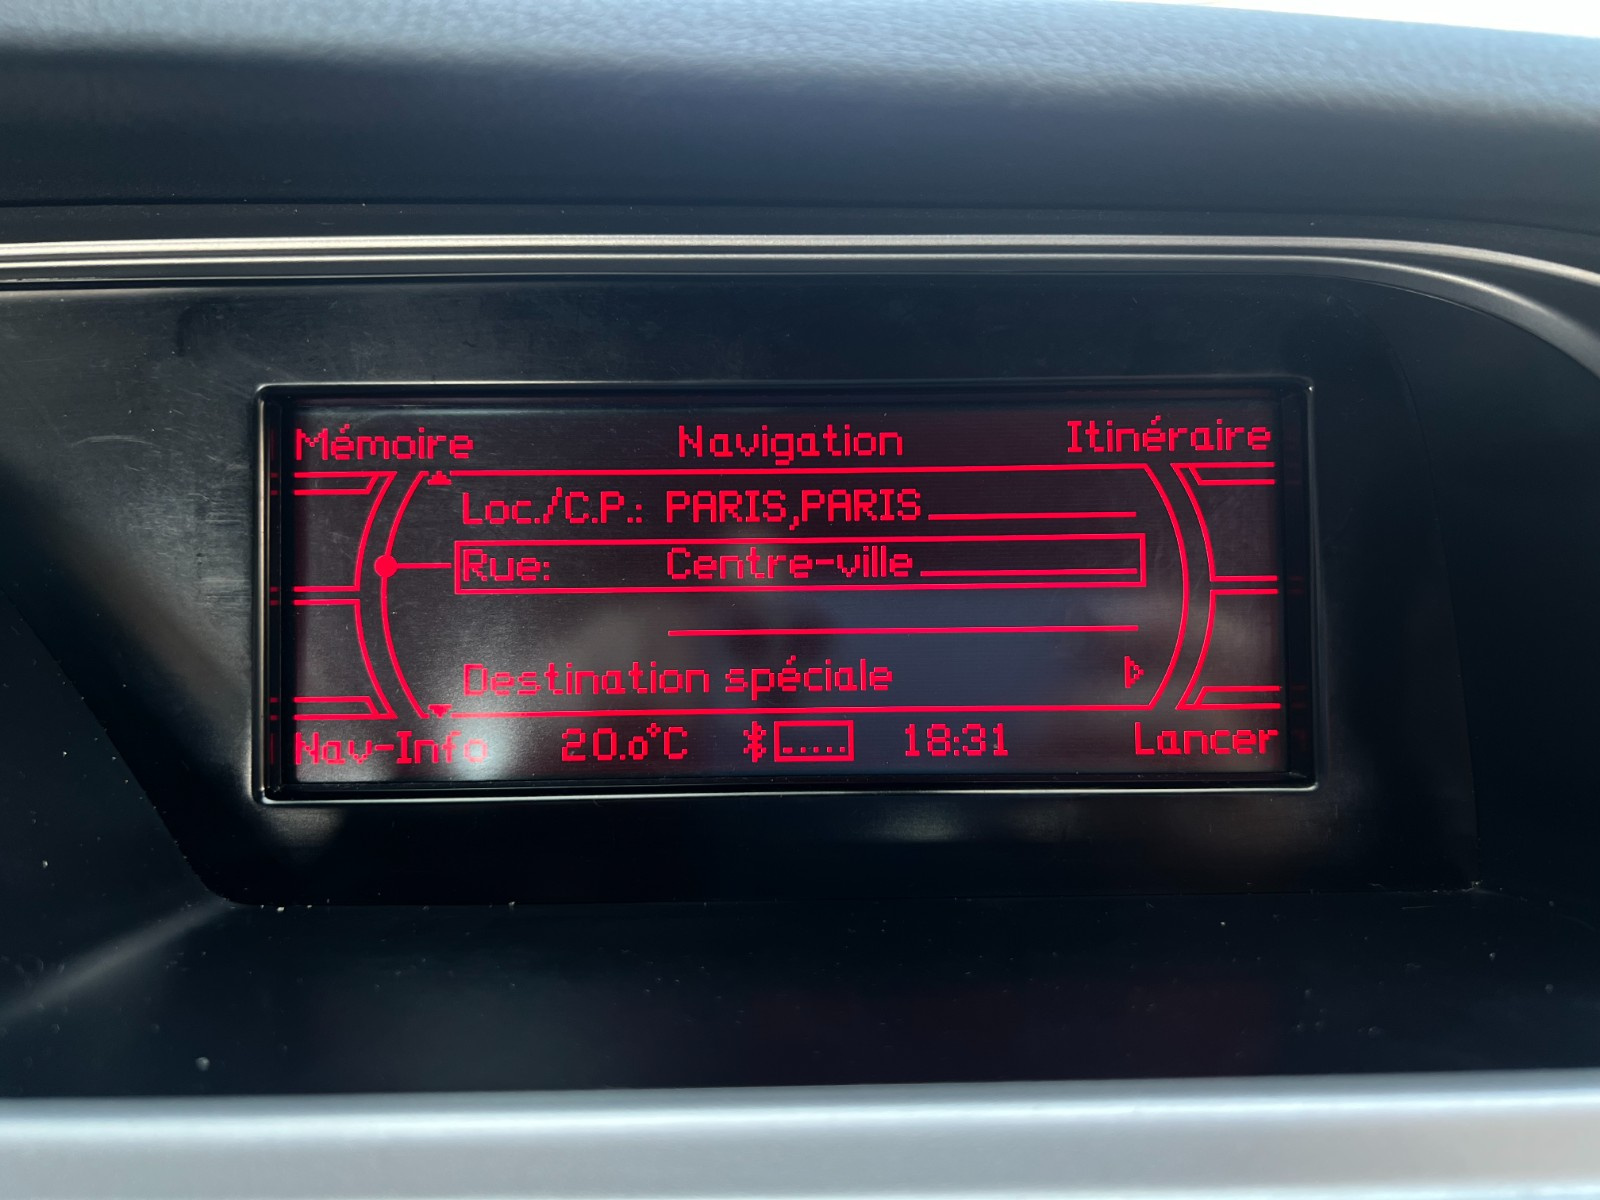 Mémoire Navigation Itinéraire
Loc./C.P.: PARIS,PARIS
Rue: Centre-ville
Destination spéciale
Nav-Info 20.0°C 18:31 Lancer